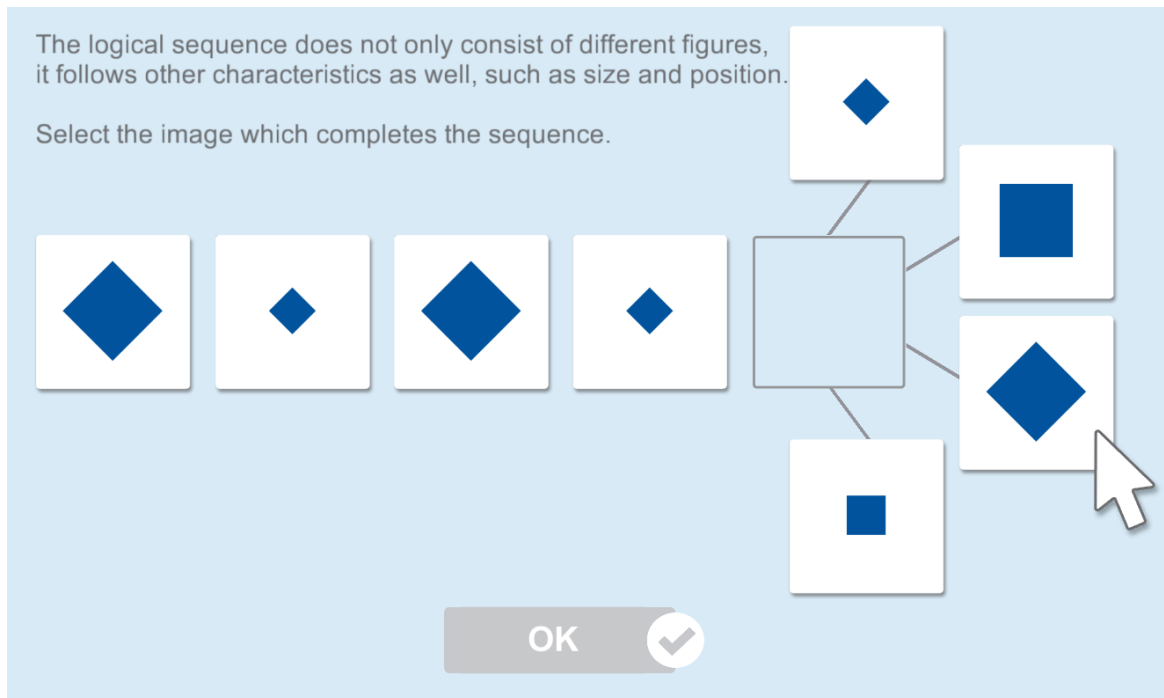 The logical sequence does not only consist of different figures,
it follows other characteristics as well, such as size and position.
Select the image which completes the sequence.
OK